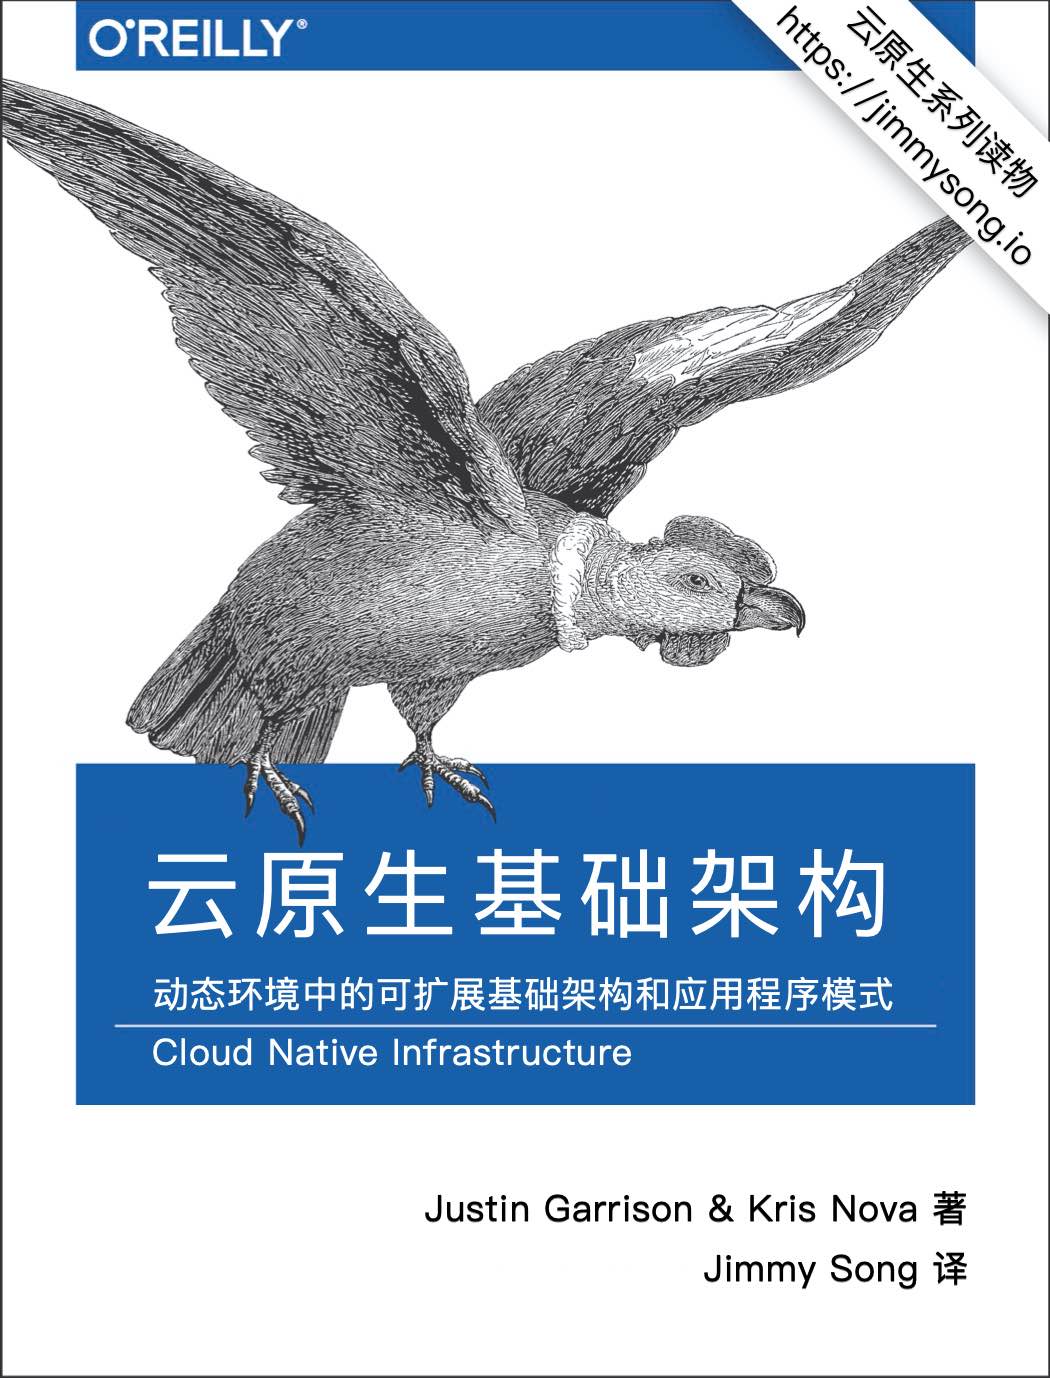 O'REILLY®
云原生系列读物
https://jimmysong.io
云原生基础架构
动态环境中的可扩展基础架构和应用程序模式
Cloud Native Infrastructure
Justin Garrison & Kris Nova 著
Jimmy Song 译